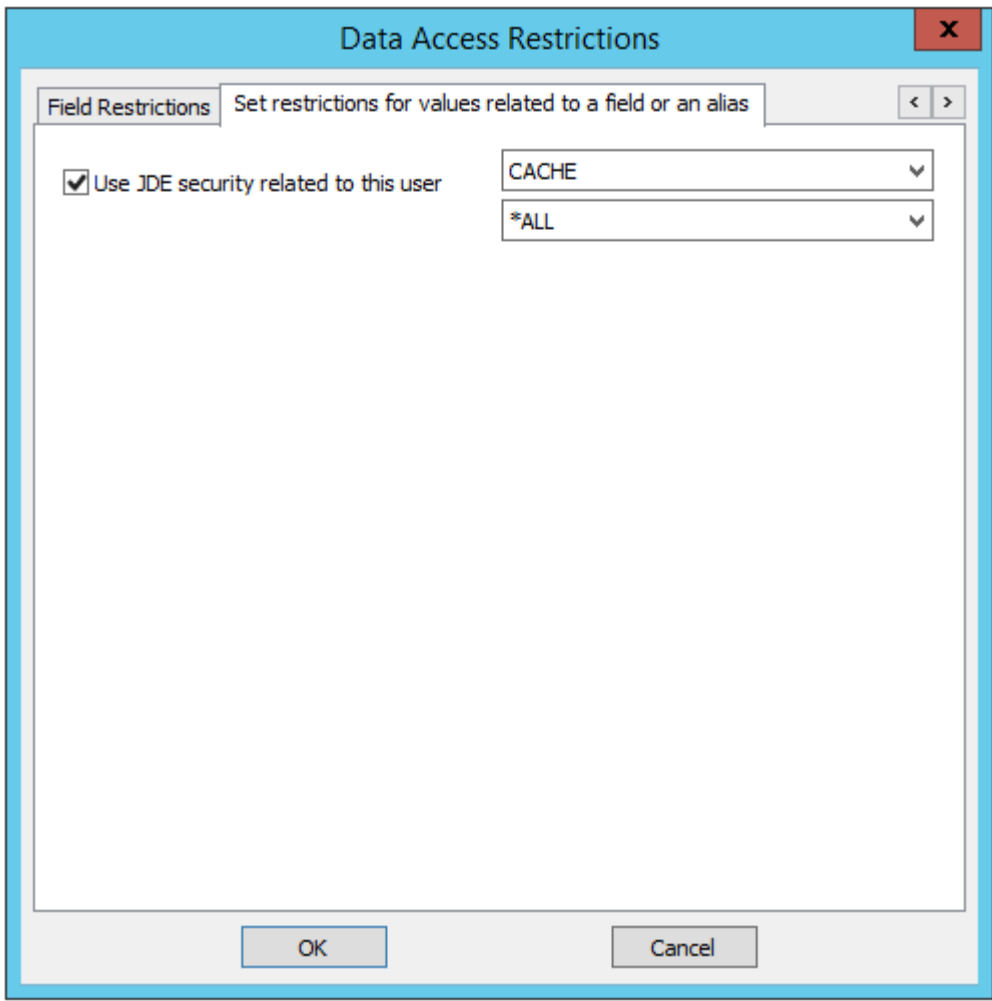 Data Access Restrictions
x
Field Restrictions
Set restrictions for values related to a field or an alias
< >
Use JDE security related to this user
CACHE
*ALL
OK
Cancel